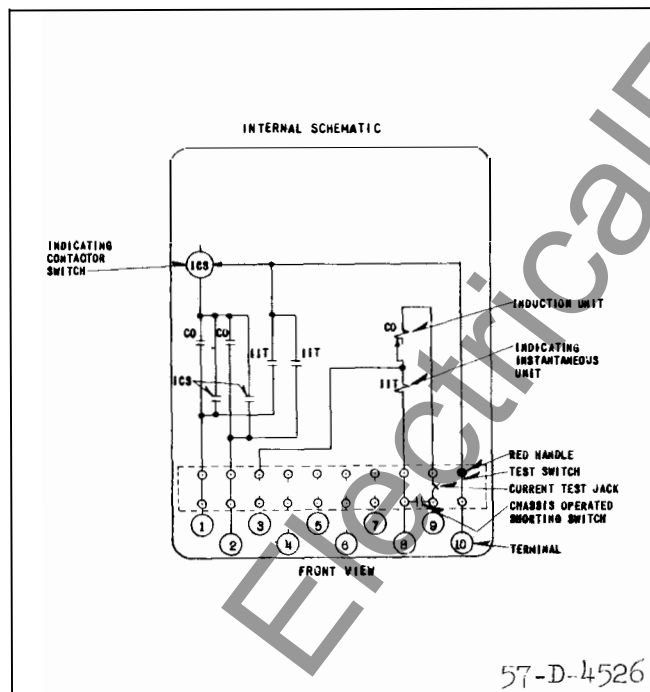 INTERNAL SCHEMATIC
INDICATING
CONTACTOR
SWITCH
ICS
CO
CO
IIT
IIT
ICS
CO
IIT
INDUCTION UNIT
INDICATING
INSTANTANEOUS
UNIT
RED HANDLE
TEST SWITCH
CURRENT TEST JACK
CHASSIS OPERATED
SHORTING SWITCH
TERMINAL
1
2
3
4
5
6
7
8
9
10
FRONT VIEW
57-D-4526
Electrical